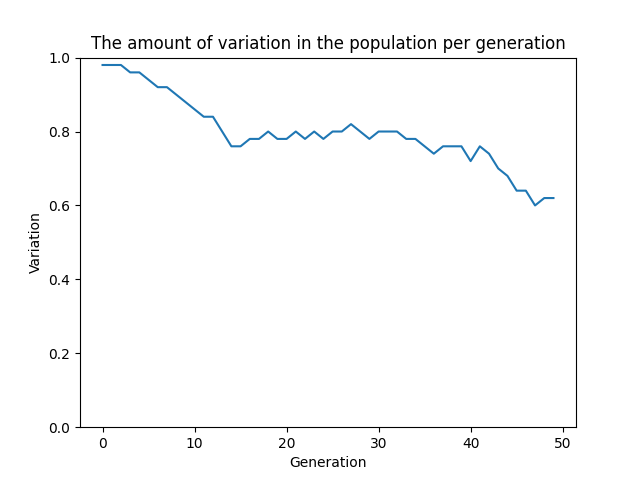 The amount of variation in the population per generation
1.0
0.8
0.6
0.4
0.2
0.0
Variation
0 10 20 30 40 50
Generation